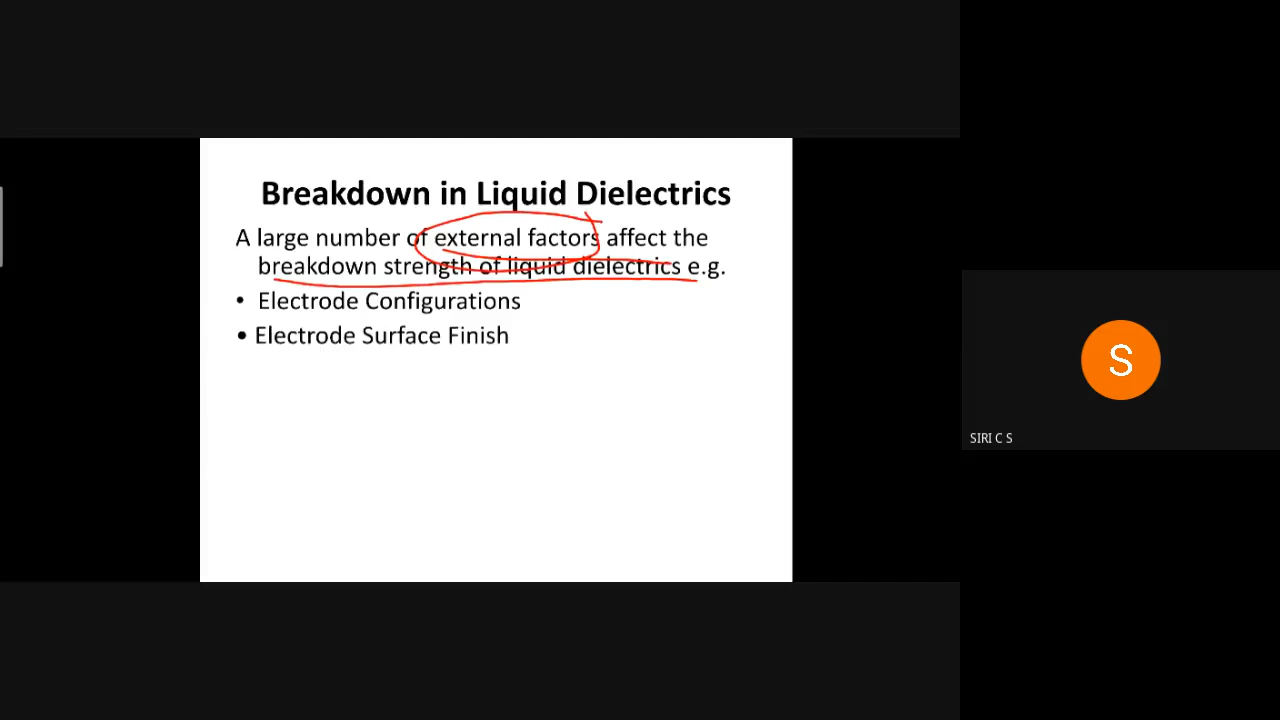 Breakdown in Liquid Dielectrics
A large number of external factors affect the
breakdown strength of liquid dielectrics e.g.
• Electrode Configurations
• Electrode Surface Finish
S
SIRI C S